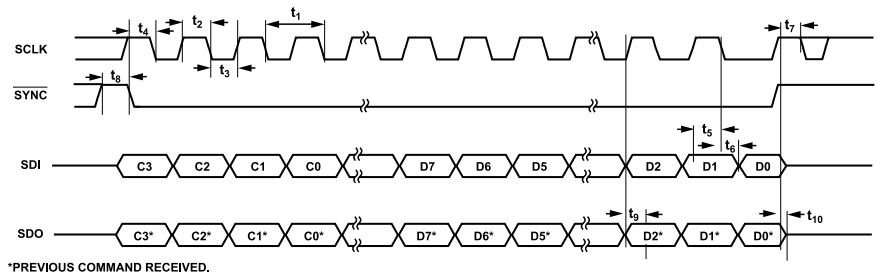 t4 t2 t1 t7
SCLK
t3
t8
SYNC
t5
t6
SDI C3 C2 C1 C0 D7 D6 D5 D2 D1 D0
t9 t10
SDO C3* C2* C1* C0* D7* D6* D5* D2* D1* D0*
*PREVIOUS COMMAND RECEIVED.